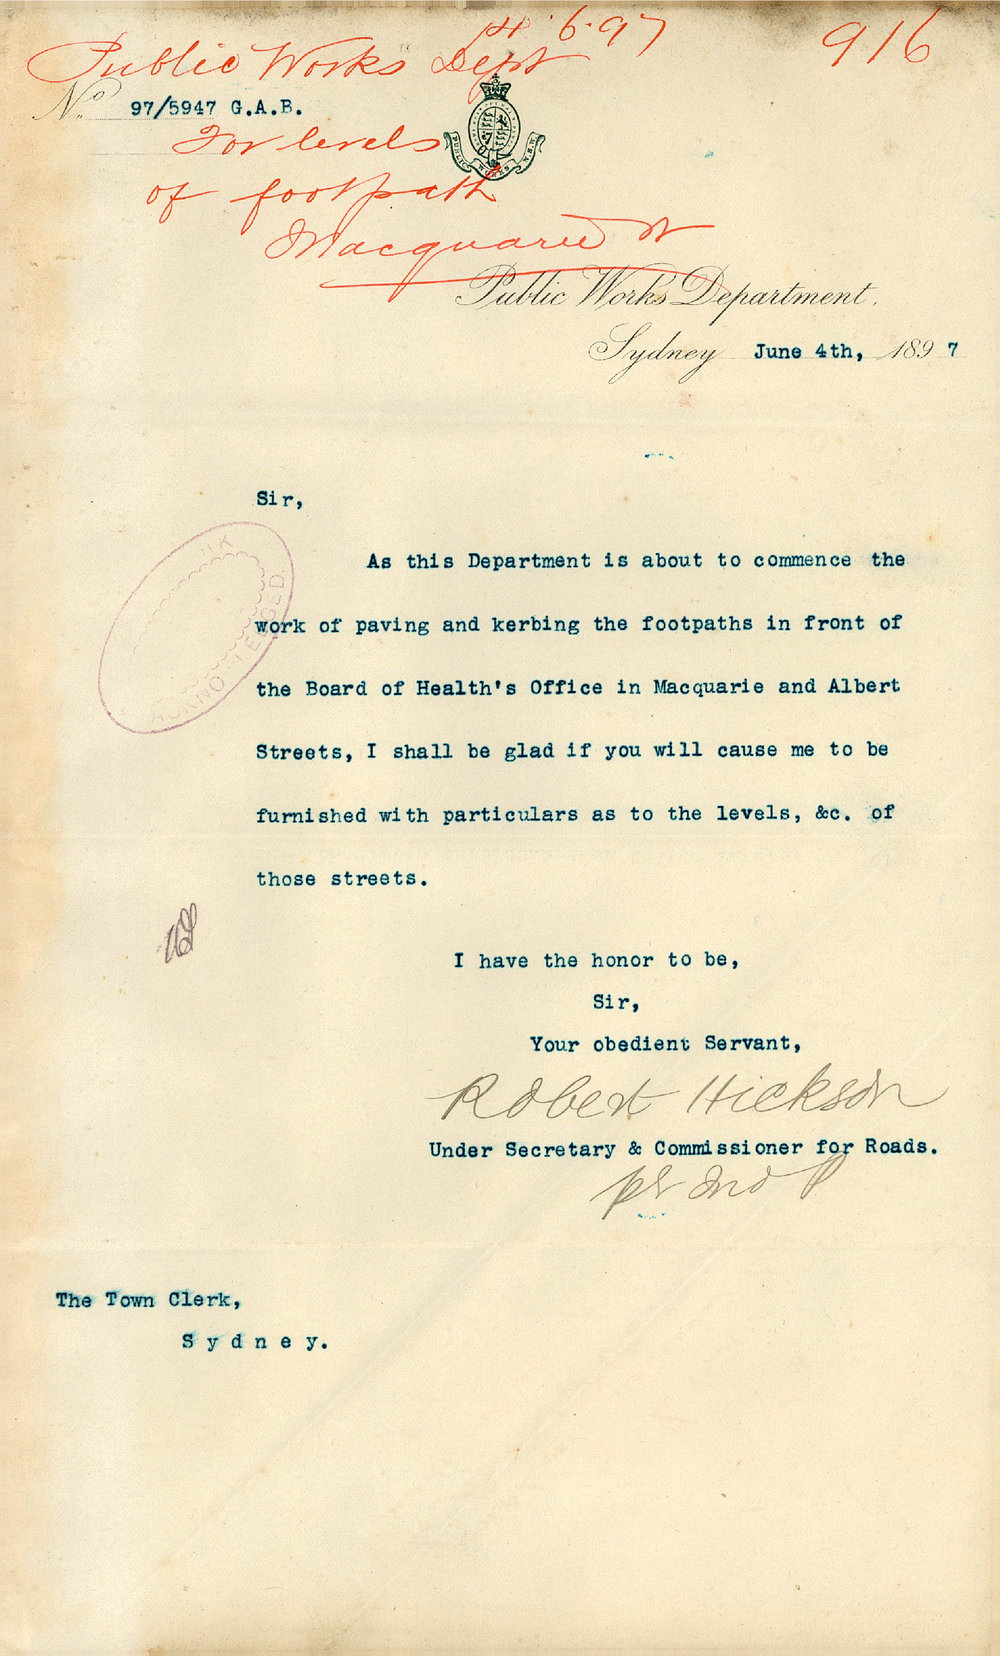 4.6.97
916
Public Works Dept
No. 97/5947 G.A.B.
For levels
of footpath
Macquarie St
PUBLIC WORKS N.S.W.
Public Works Department.
Sydney June 4th, 1897
Sir,
As this Department is about to commence the
work of paving and kerbing the footpaths in front of
the Board of Health's Office in Macquarie and Albert
Streets, I shall be glad if you will cause me to be
furnished with particulars as to the levels, &c. of
those streets.
I have the honor to be,
Sir,
Your obedient Servant,
Robert Hickson
Under Secretary & Commissioner for Roads.
The Town Clerk,
Sydney.